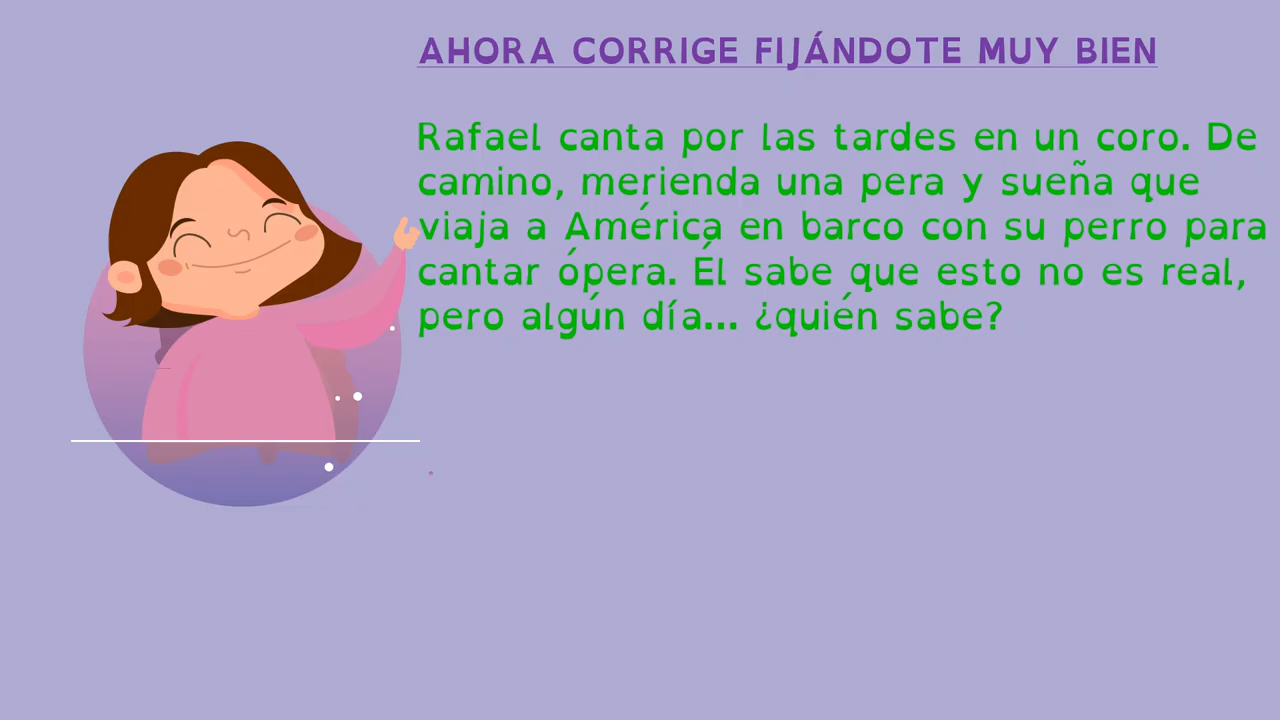 AHORA CORRIGE FIJÁNDOTE MUY BIEN
Rafael canta por las tardes en un coro. De
camino, merienda una pera y sueña que
viaja a América en barco con su perro para
cantar ópera. Él sabe que esto no es real,
pero algún día... ¿quién sabe?